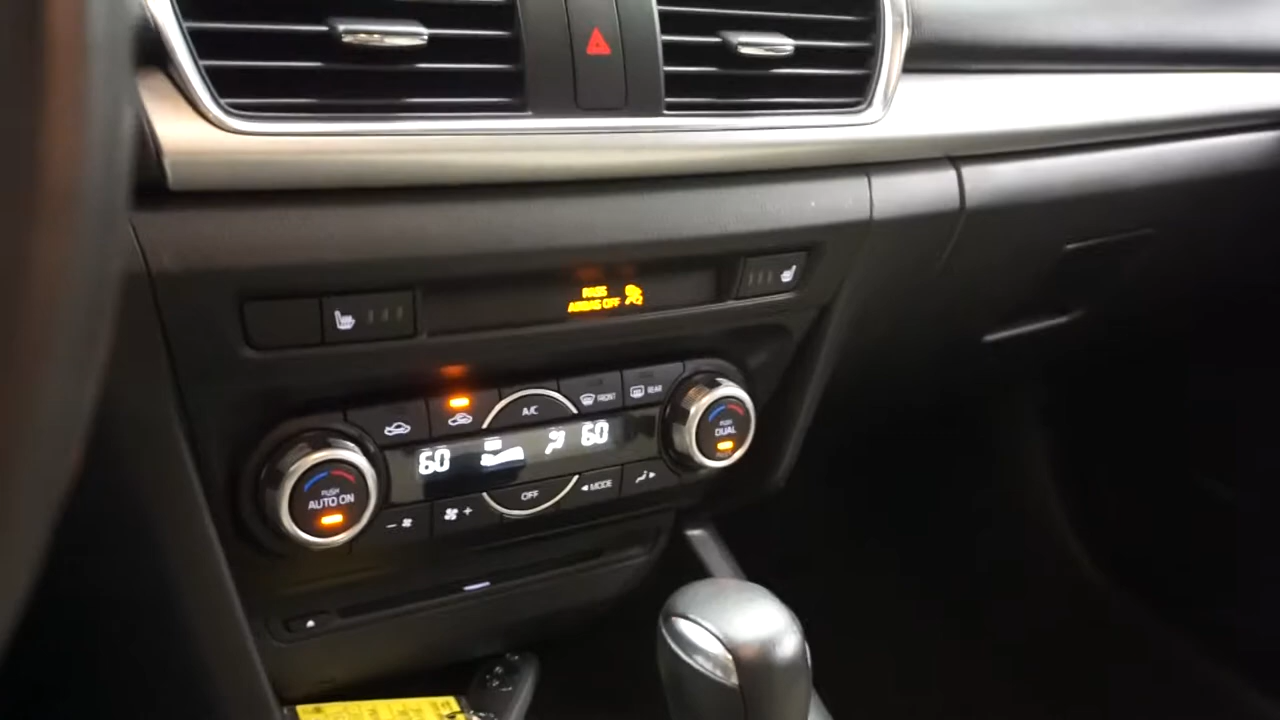 PASS
AIRBAG OFF
A/C
FRONT
REAR
60
60
PUSH
DUAL
PUSH
AUTO ON
OFF
MODE
- +